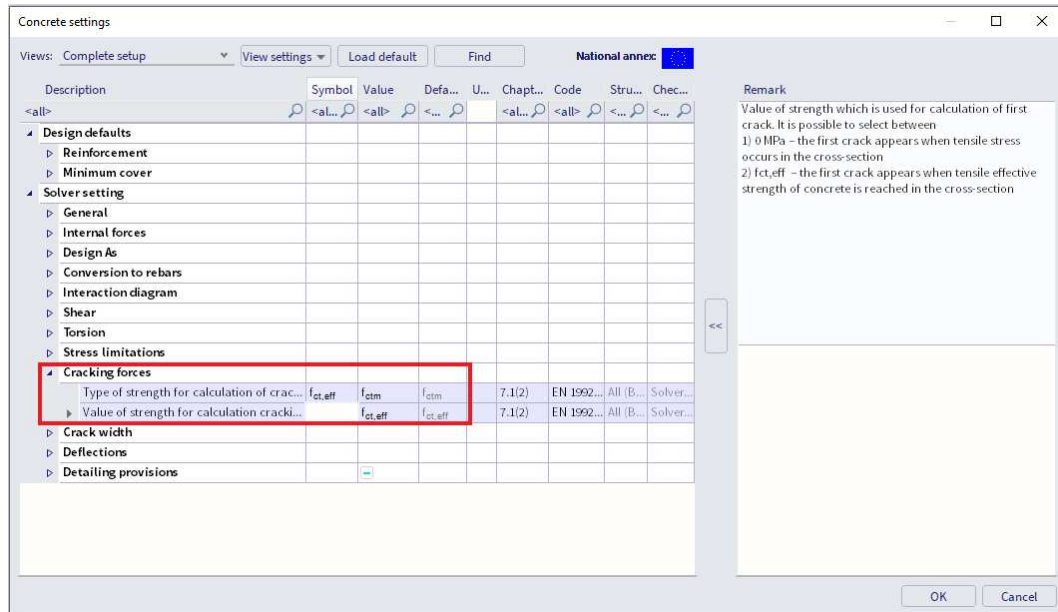 Concrete settings
Views: Complete setup View settings Load default Find National annex:
Description Symbol Value Defa... U... Chapt... Code Stru... Chec... Remark
<all> <al... <all> <... <al... <all> <... <...
Value of strength which is used for calculation of first
crack. It is possible to select between
1) 0 MPa – the first crack appears when tensile stress
occurs in the cross-section
2) fct,eff – the first crack appears when tensile effective
strength of concrete is reached in the cross-section
Design defaults
Reinforcement
Minimum cover
Solver setting
General
Internal forces
Design As
Conversion to rebars
Interaction diagram
Shear
Torsion
<<
Stress limitations
Cracking forces
Type of strength for calculation of crac... fct,eff fctm fctm 7.1(2) EN 1992... All (B... Solver...
Value of strength for calculation cracki... fct,eff fct,eff 7.1(2) EN 1992... All (B... Solver...
Crack width
Deflections
Detailing provisions
OK Cancel